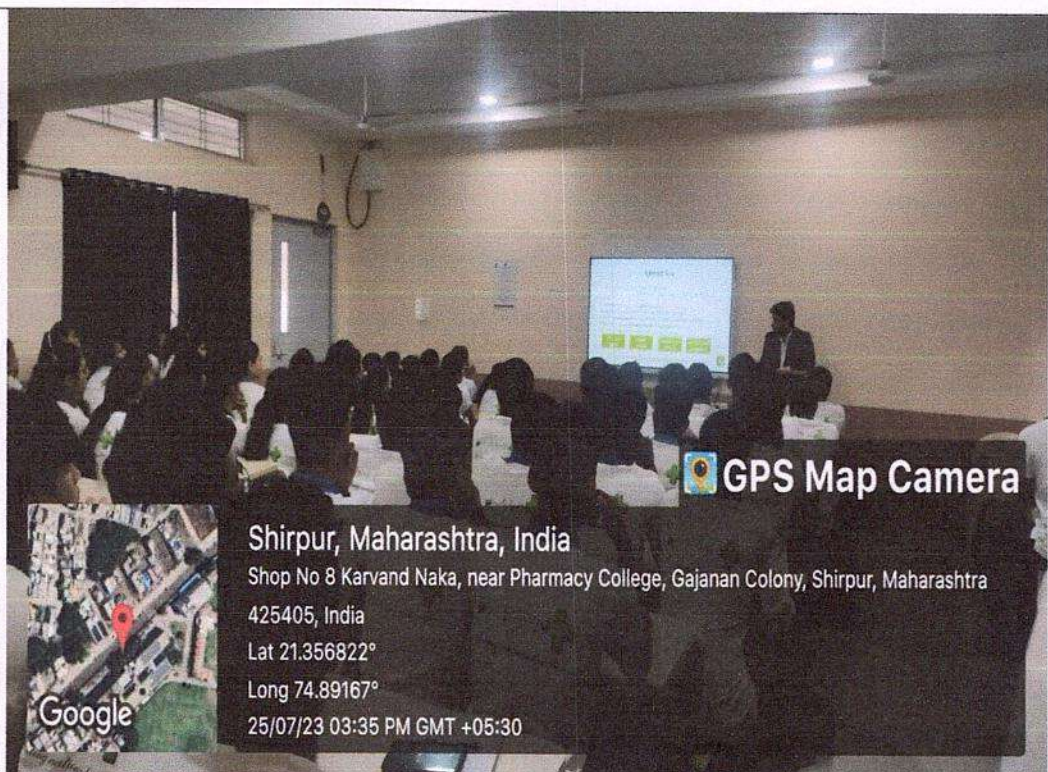 GPS Map Camera
Shirpur, Maharashtra, India
Shop No 8 Karvand Naka, near Pharmacy College, Gajanan Colony, Shirpur, Maharashtra
425405, India
Lat 21.356822°
Long 74.89167°
25/07/23 03:35 PM GMT +05:30
Google